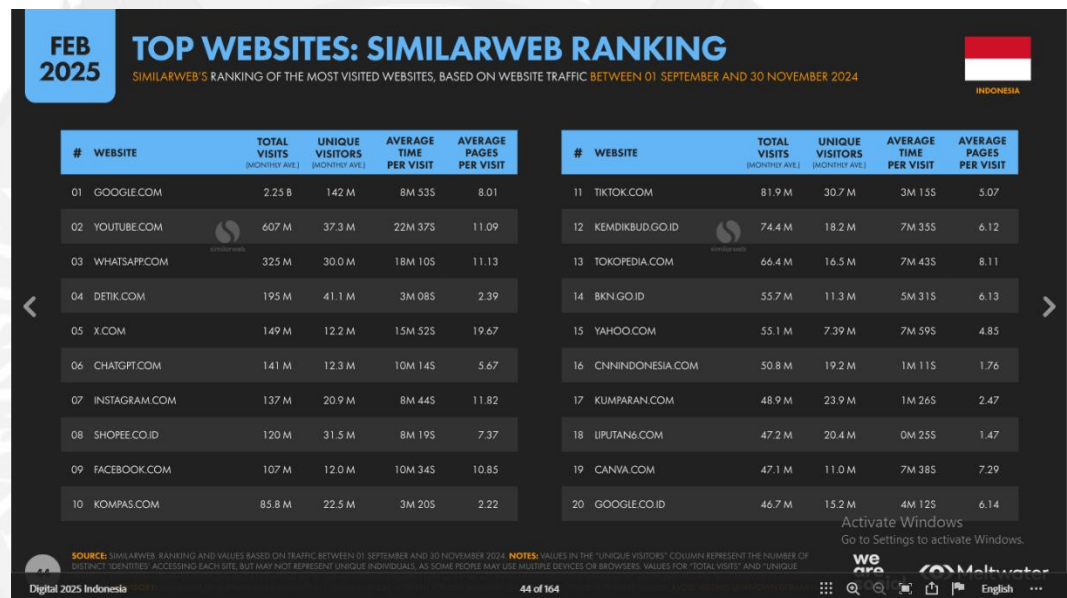 FEB
2025
TOP WEBSITES: SIMILARWEB RANKING
SIMILARWEB'S RANKING OF THE MOST VISITED WEBSITES, BASED ON WEBSITE TRAFFIC BETWEEN 01 SEPTEMBER AND 30 NOVEMBER 2024
INDONESIA
# WEBSITE TOTAL VISITS (MONTHLY AVE.) UNIQUE VISITORS (MONTHLY AVE.) AVERAGE TIME PER VISIT AVERAGE PAGES PER VISIT
01 GOOGLE.COM 2.25 B 142 M 8M 53S 8.01
02 YOUTUBE.COM 607 M 37.3 M 22M 37S 11.09
similarweb
03 WHATSAPP.COM 325 M 30.0 M 18M 10S 11.13
04 DETIK.COM 195 M 41.1 M 3M 08S 2.39
05 X.COM 149 M 12.2 M 15M 52S 19.67
06 CHATGPT.COM 141 M 12.3 M 10M 14S 5.67
07 INSTAGRAM.COM 137 M 20.9 M 8M 44S 11.82
08 SHOPEE.CO.ID 120 M 31.5 M 8M 19S 7.37
09 FACEBOOK.COM 107 M 12.0 M 10M 34S 10.85
10 KOMPAS.COM 85.8 M 22.5 M 3M 20S 2.22
# WEBSITE TOTAL VISITS (MONTHLY AVE.) UNIQUE VISITORS (MONTHLY AVE.) AVERAGE TIME PER VISIT AVERAGE PAGES PER VISIT
11 TIKTOK.COM 81.9 M 30.7 M 3M 15S 5.07
12 KEMDIKBUD.GO.ID 74.4 M 18.2 M 7M 35S 6.12
similarweb
13 TOKOPEDIA.COM 66.4 M 16.5 M 7M 43S 8.11
14 BKN.GO.ID 55.7 M 11.3 M 5M 31S 6.13
15 YAHOO.COM 55.1 M 7.39 M 7M 59S 4.85
16 CNNINDONESIA.COM 50.8 M 19.2 M 1M 11S 1.76
17 KUMPARAN.COM 48.9 M 23.9 M 1M 26S 2.47
18 LIPUTAN6.COM 47.2 M 20.4 M 0M 25S 1.47
19 CANVA.COM 47.1 M 11.0 M 7M 38S 7.29
20 GOOGLE.CO.ID 46.7 M 15.2 M 4M 12S 6.14
Activate Windows
Go to Settings to activate Windows.
SOURCE: SIMILARWEB. RANKING AND VALUES BASED ON TRAFFIC BETWEEN 01 SEPTEMBER AND 30 NOVEMBER 2024. NOTES: VALUES IN THE "UNIQUE VISITORS" COLUMN REPRESENT THE NUMBER OF
DISTINCT 'IDENTITIES' ACCESSING EACH SITE, BUT MAY NOT REPRESENT UNIQUE INDIVIDUALS, AS SOME PEOPLE MAY USE MULTIPLE DEVICES OR BROWSERS. VALUES FOR "TOTAL VISITS" AND "UNIQUE
we
are
Meltwater
Digital 2025 Indonesia
44 of 164
English